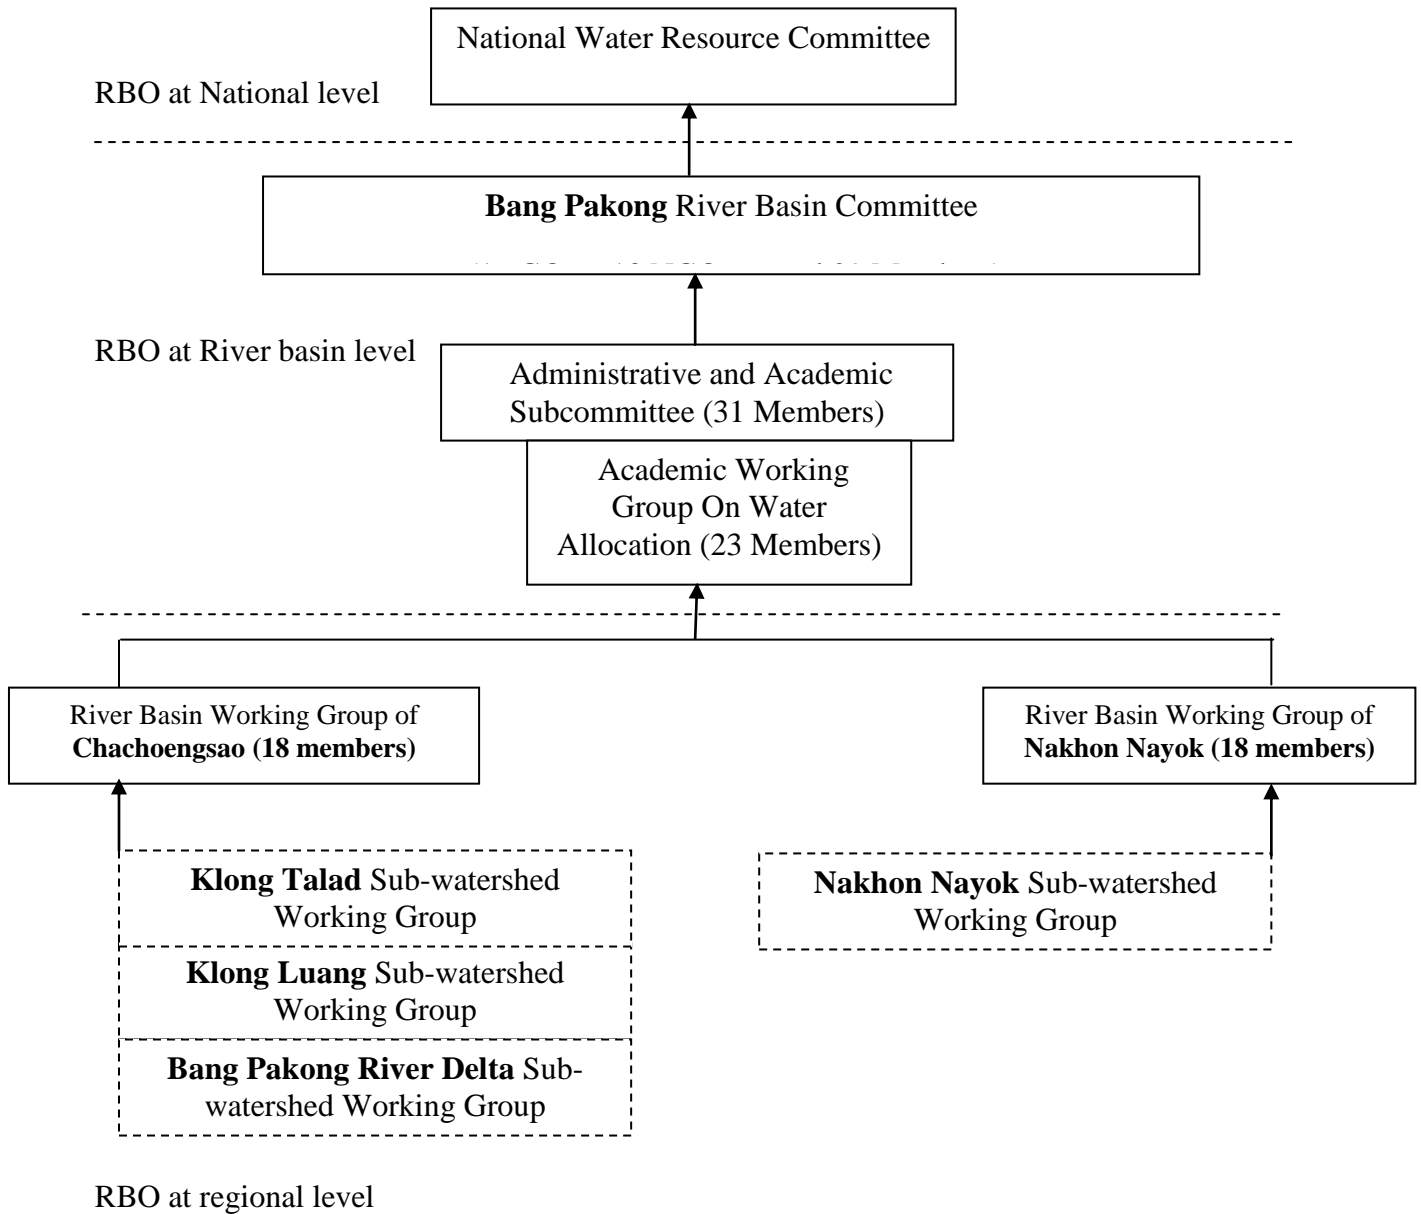 National Water Resource Committee
RBO at National level
Bang Pakong River Basin Committee
RBO at River basin level
Administrative and Academic
Subcommittee (31 Members)
Academic Working
Group On Water
Allocation (23 Members)
River Basin Working Group of
Chachoengsao (18 members)
River Basin Working Group of
Nakhon Nayok (18 members)
Klong Talad Sub-watershed
Working Group
Klong Luang Sub-watershed
Working Group
Bang Pakong River Delta Sub-
watershed Working Group
Nakhon Nayok Sub-watershed
Working Group
RBO at regional level